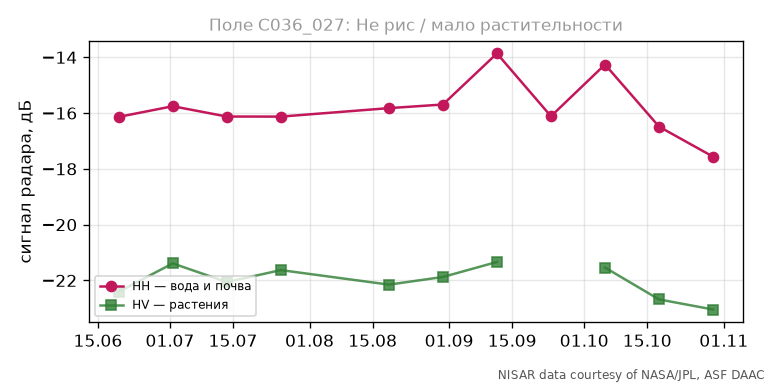 Поле C036_027: Не рис / мало растительности
сигнал радара, дБ
−14
−16
−18
−20
−22
HH — вода и почва
HV — растения
15.06 01.07 15.07 01.08 15.08 01.09 15.09 01.10 15.10 01.11
NISAR data courtesy of NASA/JPL, ASF DAAC